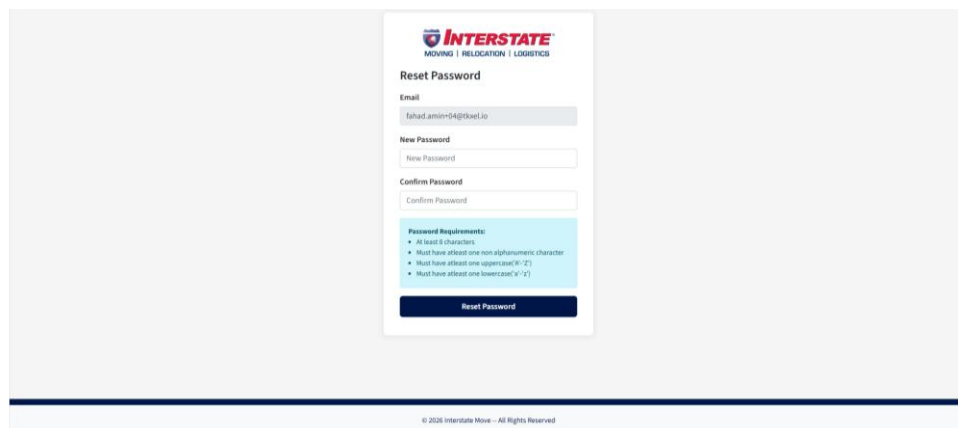 INTERSTATE
MOVING | RELOCATION | LOGISTICS
Reset Password
Email
fahad.amin+04@tkxel.io
New Password
New Password
Confirm Password
Confirm Password
Password Requirements:
At least 8 characters
Must have atleast one non alphanumeric character
Must have atleast one uppercase('A'-'Z')
Must have atleast one lowercase('a'-'z')
Reset Password
© 2026 Interstate Move – All Rights Reserved